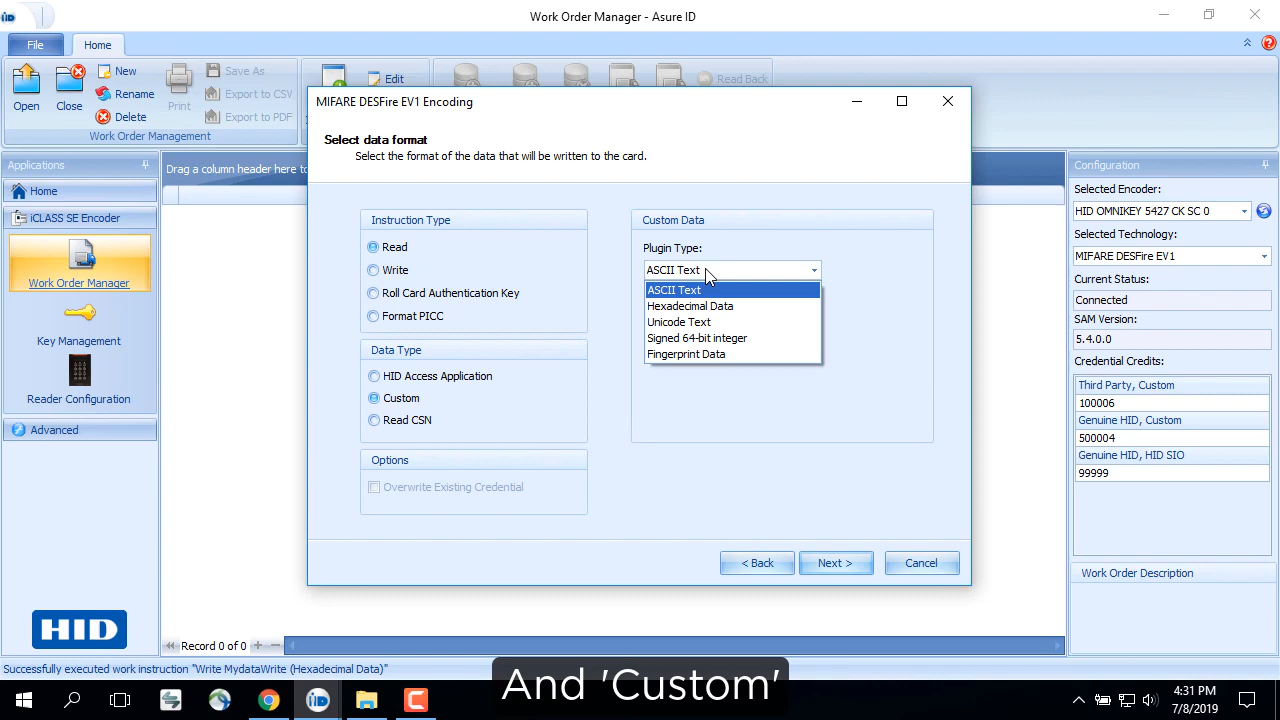 Work Order Manager - Asure ID
File
Home
Open
Close
New
Rename
Delete
Print
Save As
Export to CSV
Export to PDF
Edit
Read Back
Work Order Management
MIFARE DESFire EV1 Encoding
Select data format
Select the format of the data that will be written to the card.
Applications
Home
iCLASS SE Encoder
Work Order Manager
Key Management
Reader Configuration
Advanced
HID
Drag a column header here to
Instruction Type
Read
Write
Roll Card Authentication Key
Format PICC
Data Type
HID Access Application
Custom
Read CSN
Options
Overwrite Existing Credential
Custom Data
Plugin Type:
ASCII Text
ASCII Text
Hexadecimal Data
Unicode Text
Signed 64-bit integer
Fingerprint Data
< Back
Next >
Cancel
Configuration
Selected Encoder:
HID OMNIKEY 5427 CK SC 0
Selected Technology:
MIFARE DESFire EV1
Current Status:
Connected
SAM Version:
5.4.0.0
Credential Credits:
Third Party, Custom
100006
Genuine HID, Custom
500004
Genuine HID, HID SIO
99999
Work Order Description
Record 0 of 0
Successfully executed work instruction "Write MydataWrite (Hexadecimal Data)"
And 'Custom'
4:31 PM
7/8/2019